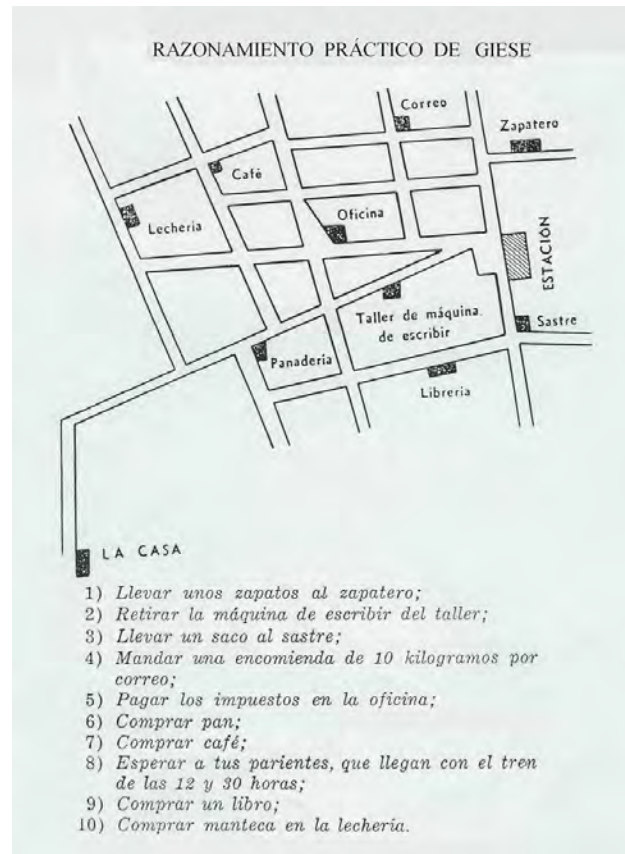 RAZONAMIENTO PRÁCTICO DE GIESE
Correo
Zapatero
Café
Lechería
Oficina
ESTACIÓN
Taller de máquina.
de escribir
Sastre
Panadería
Libreria
LA CASA
1) Llevar unos zapatos al zapatero;
2) Retirar la máquina de escribir del taller;
3) Llevar un saco al sastre;
4) Mandar una encomienda de 10 kilogramos por
correo;
5) Pagar los impuestos en la oficina;
6) Comprar pan;
7) Comprar café;
8) Esperar a tus parientes, que llegan con el tren
de las 12 y 30 horas;
9) Comprar un libro;
10) Comprar manteca en la lechería.